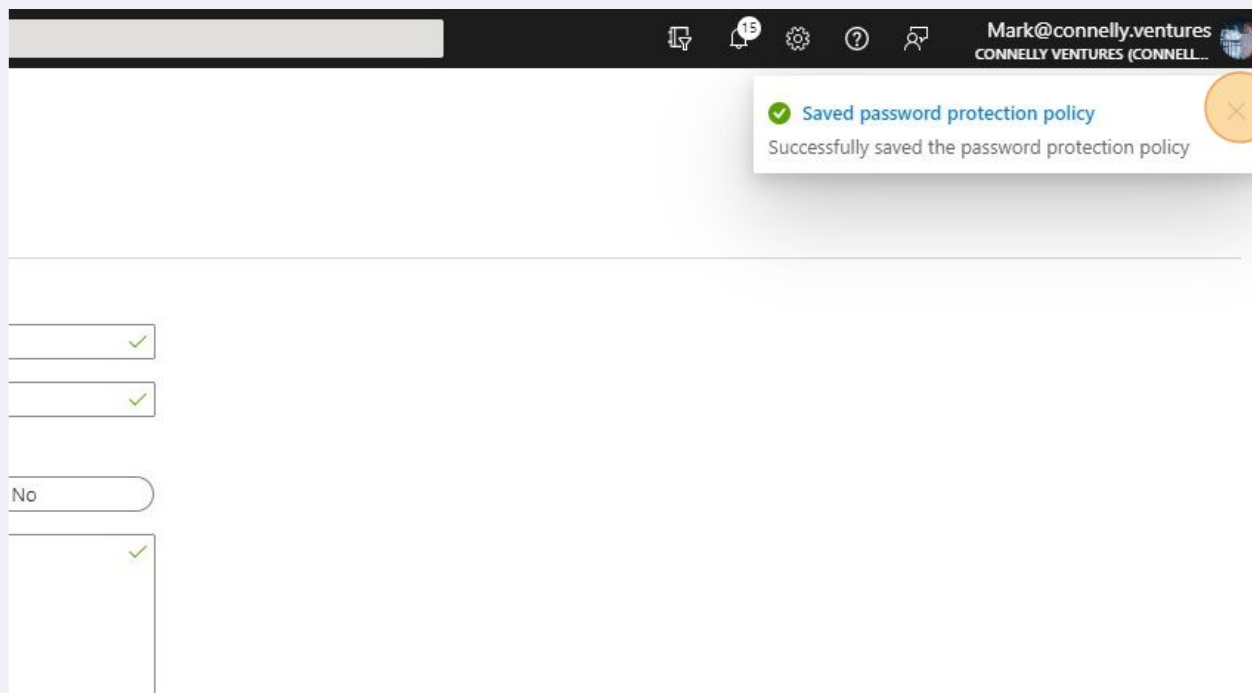 15
Mark@connelly.ventures
CONNELLY VENTURES (CONNELL...
Saved password protection policy
Successfully saved the password protection policy
No